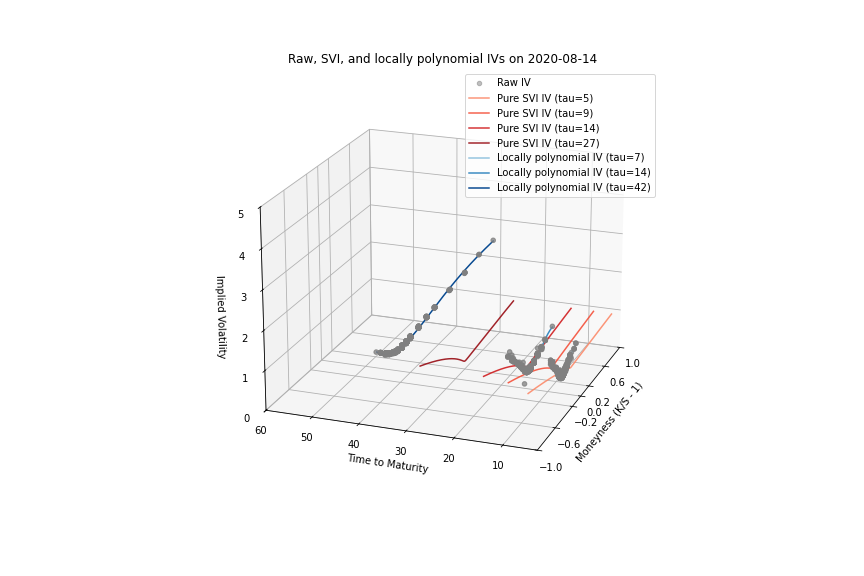 Raw, SVI, and locally polynomial IVs on 2020-08-14
Raw IV
Pure SVI IV (tau=5)
Pure SVI IV (tau=9)
Pure SVI IV (tau=14)
Pure SVI IV (tau=27)
Locally polynomial IV (tau=7)
Locally polynomial IV (tau=14)
Locally polynomial IV (tau=42)
5
4
3
2
1
0
Implied Volatility
60
50
40
30
20
10
Time to Maturity
1.0
0.6
0.2
0.0
−0.2
−0.6
−1.0
Moneyness (K/S - 1)